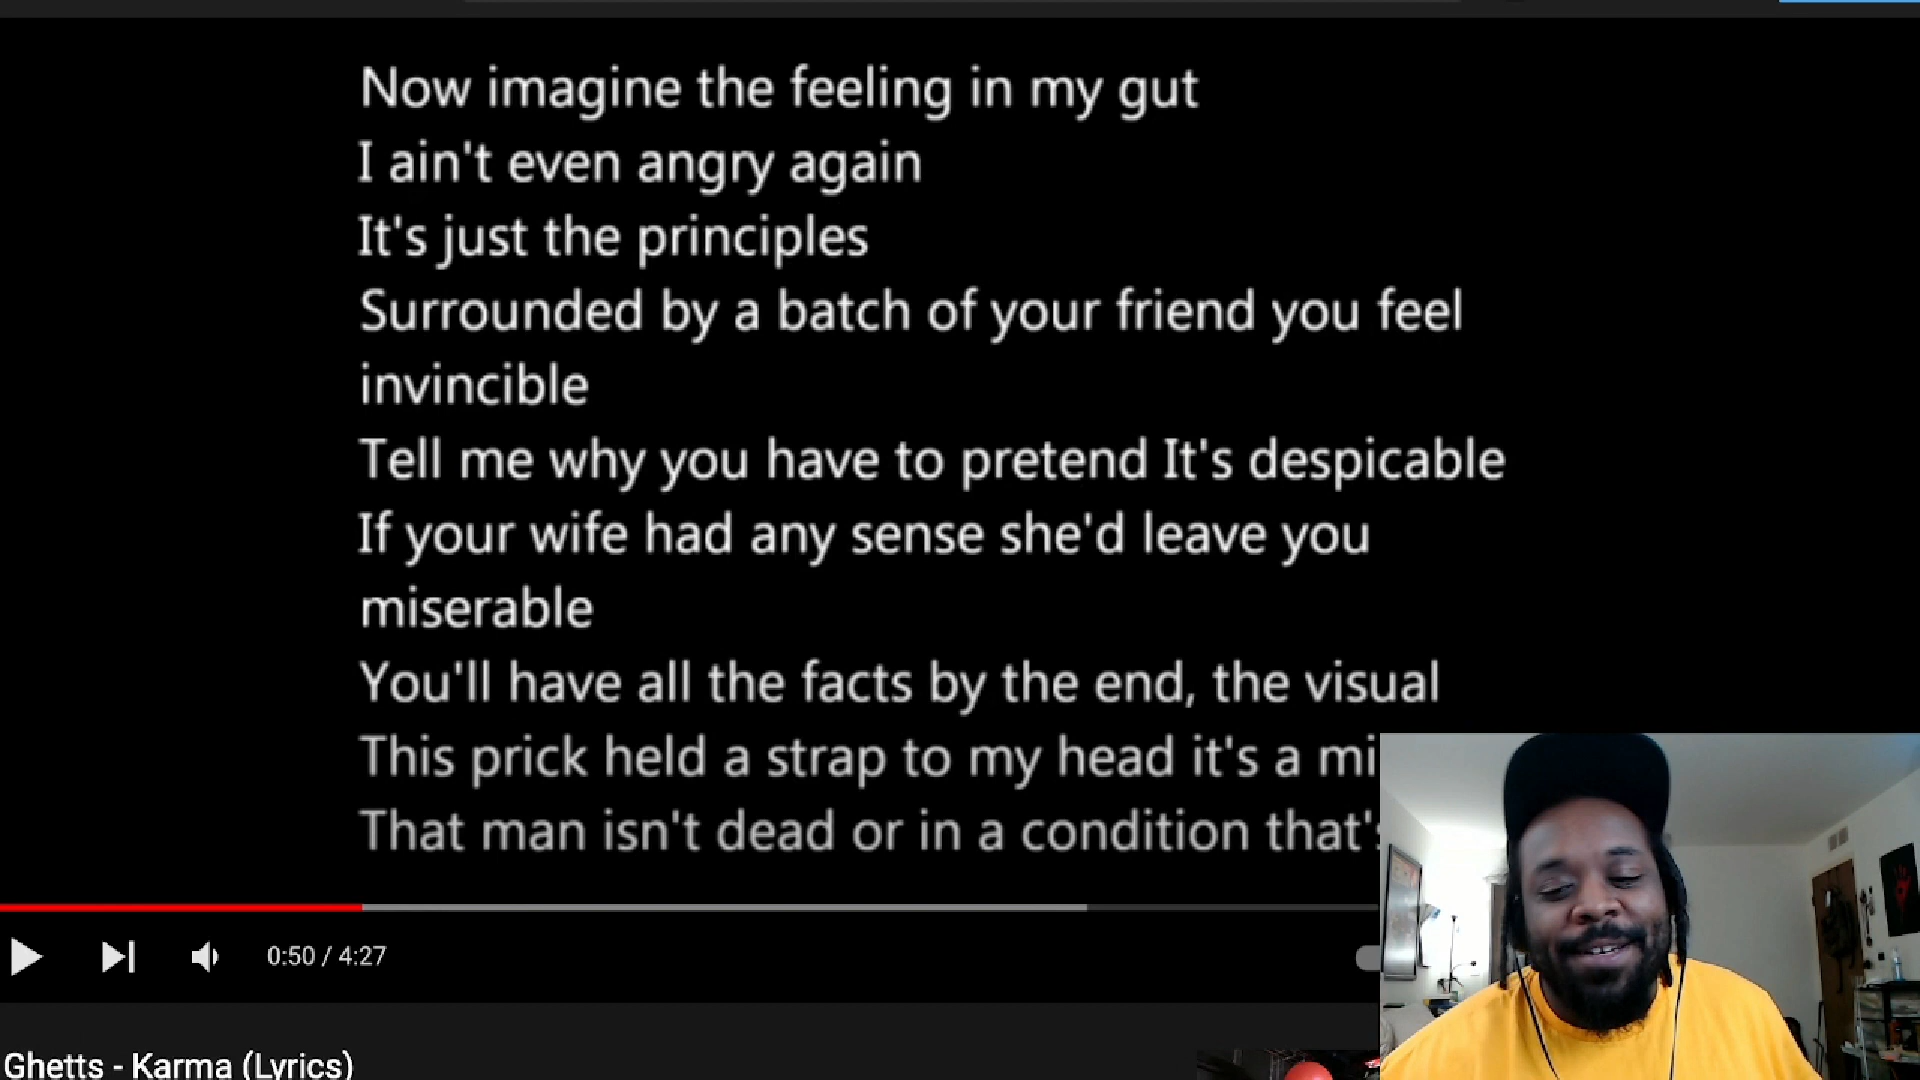 Now imagine the feeling in my gut
I ain't even angry again
It's just the principles
Surrounded by a batch of your friend you feel
invincible
Tell me why you have to pretend It's despicable
If your wife had any sense she'd leave you
miserable
You'll have all the facts by the end, the visual
This prick held a strap to my head it's a mi
That man isn't dead or in a condition that's
0:50 / 4:27
Ghetts - Karma (Lyrics)